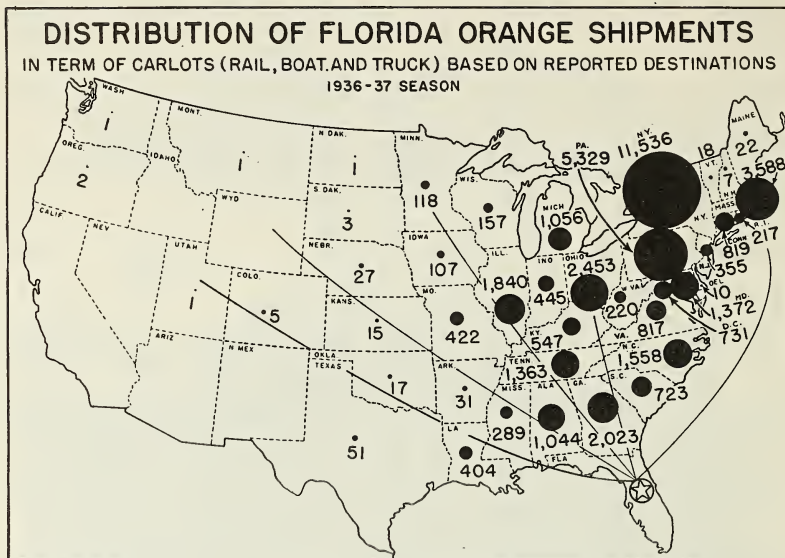 DISTRIBUTION OF FLORIDA ORANGE SHIPMENTS
IN TERM OF CARLOTS (RAIL, BOAT. AND TRUCK) BASED ON REPORTED DESTINATIONS
1936-37 SEASON
WASH
1
MONT.
1
N DAK.
1
MINN.
118
OREG.
2
IDAHO
WYO
S. DAK.
3
WIS.
157
MICH
1,056
PA.
5,329
N.Y.
11,536
18
VT.
7
N.H.
MAINE
22
3,588
MASS
N.Y.
R.I.
217
CONN
819
N.J.
355
DEL
10
MD.
1,372
D.C.
731
CALIF
NEV
UTAH
1
COLO.
5
NEBR.
27
KANS.
15
IOWA
107
MO.
422
ILL.
1,840
IND
445
OHIO
2,453
W VA.
220
VA.
817
KY.
547
N.C.
1,558
TENN
1,363
S.C.
723
ARIZ
N MEX
OKLA
17
TEXAS
51
ARK.
31
LA
404
MISS.
289
ALA
1,044
GA.
2,023
FLA